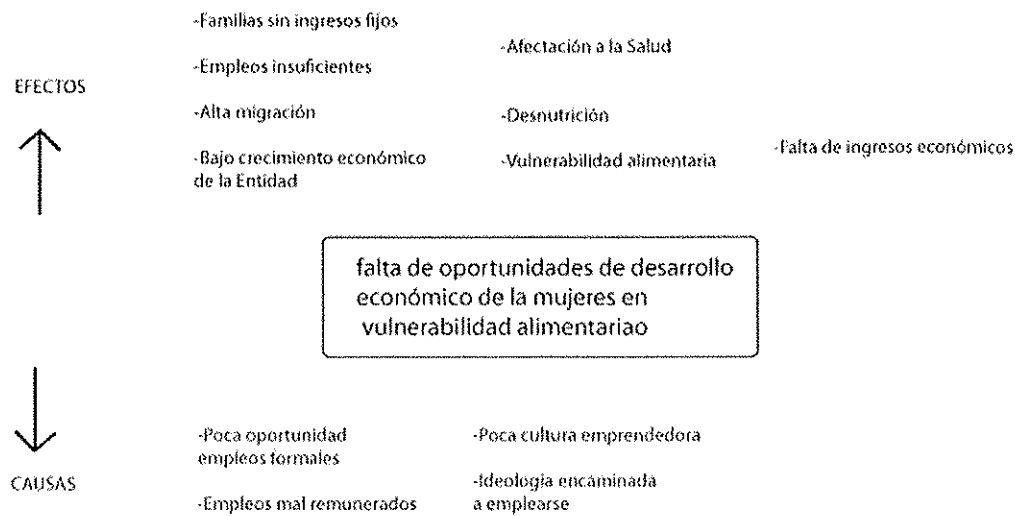 -Familias sin ingresos fijos
-Afectación a la Salud
-Empleos insuficientes
EFECTOS
-Alta migración
-Desnutrición
-Bajo crecimiento económico
de la Entidad
-Vulnerabilidad alimentaria
-Falta de ingresos económicos
falta de oportunidades de desarrollo
económico de la mujeres en
vulnerabilidad alimentariao
-Poca oportunidad
empleos formales
-Poca cultura emprendedora
CAUSAS
-Empleos mal remunerados
-Ideología encaminada
a emplearse